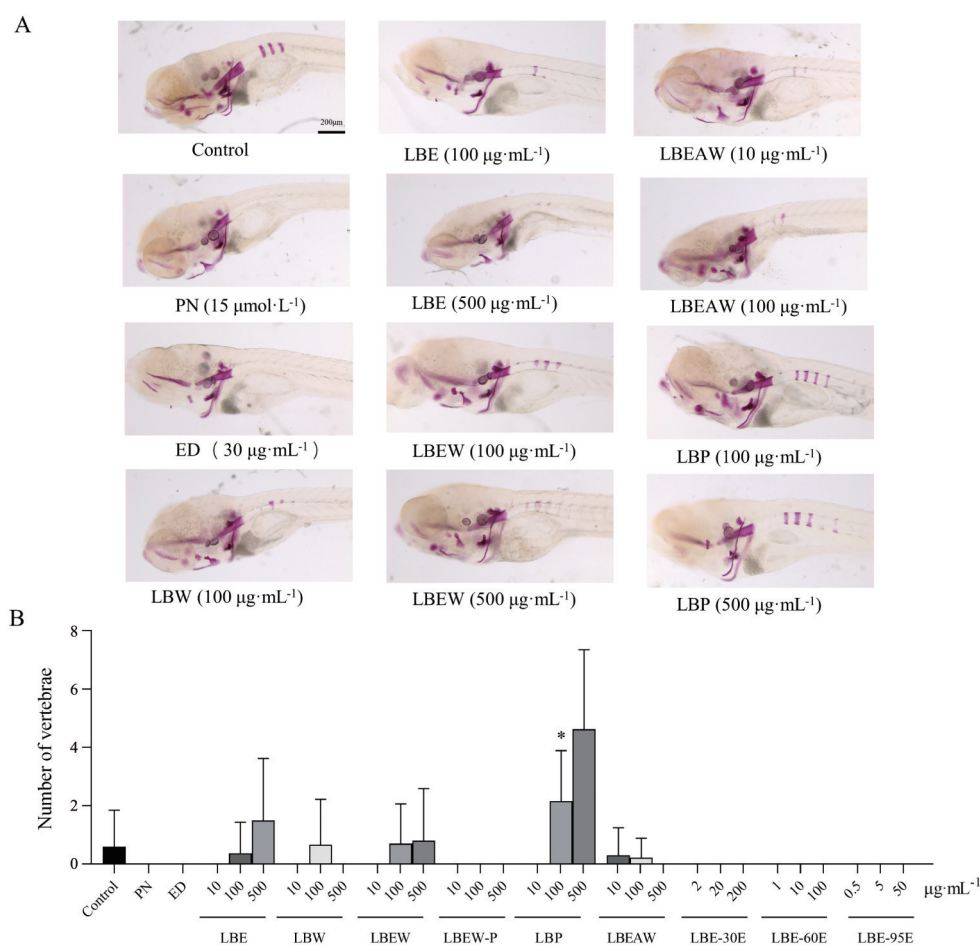 A
200μm
Control
LBE (100 μg·mL⁻¹)
LBEAW (10 μg·mL⁻¹)
PN (15 μmol·L⁻¹)
LBE (500 μg·mL⁻¹)
LBEAW (100 μg·mL⁻¹)
ED ( 30 μg·mL⁻¹ )
LBEW (100 μg·mL⁻¹)
LBP (100 μg·mL⁻¹)
LBW (100 μg·mL⁻¹)
LBEW (500 μg·mL⁻¹)
LBP (500 μg·mL⁻¹)
B
Number of vertebrae
8
6
4
2
0
*
Control PN ED 10 100 500 10 100 500 10 100 500 10 100 500 10 100 500 10 100 500 2 20 200 1 10 100 0.5 5 50 μg·mL⁻¹
LBE LBW LBEW LBEW-P LBP LBEAW LBE-30E LBE-60E LBE-95E